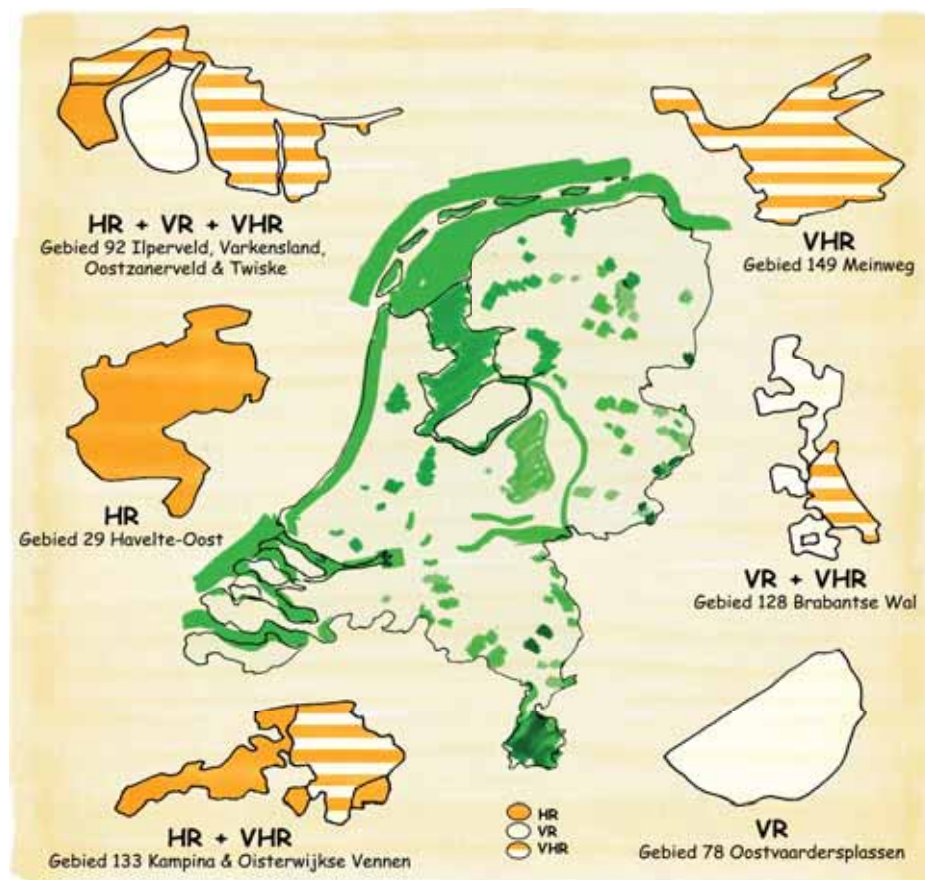 HR + VR + VHR
Gebied 92 Ilperveld, Varkensland,
Oostzanerveld & Twiske
VHR
Gebied 149 Meinweg
HR
Gebied 29 Havelte-Oost
VR + VHR
Gebied 128 Brabantse Wal
HR + VHR
Gebied 133 Kampina & Oisterwijkse Vennen
HR
VR
VHR
VR
Gebied 78 Oostvaardersplassen